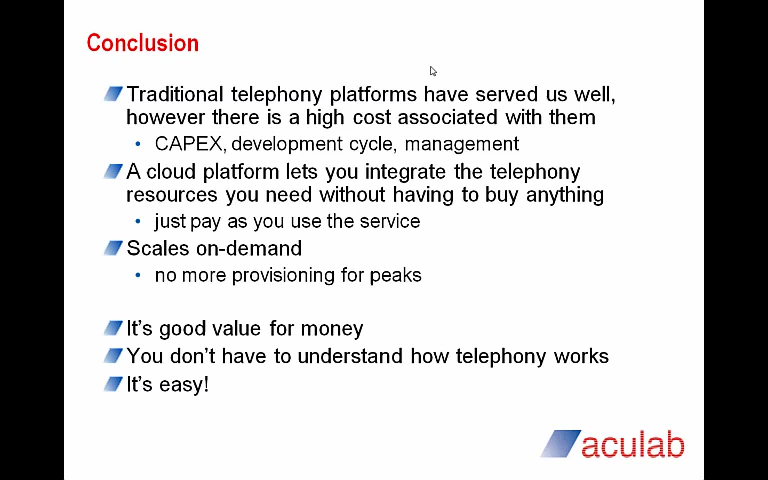 Conclusion
Traditional telephony platforms have served us well,
however there is a high cost associated with them
CAPEX, development cycle, management
A cloud platform lets you integrate the telephony
resources you need without having to buy anything
just pay as you use the service
Scales on-demand
no more provisioning for peaks
It's good value for money
You don't have to understand how telephony works
It's easy!
aculab